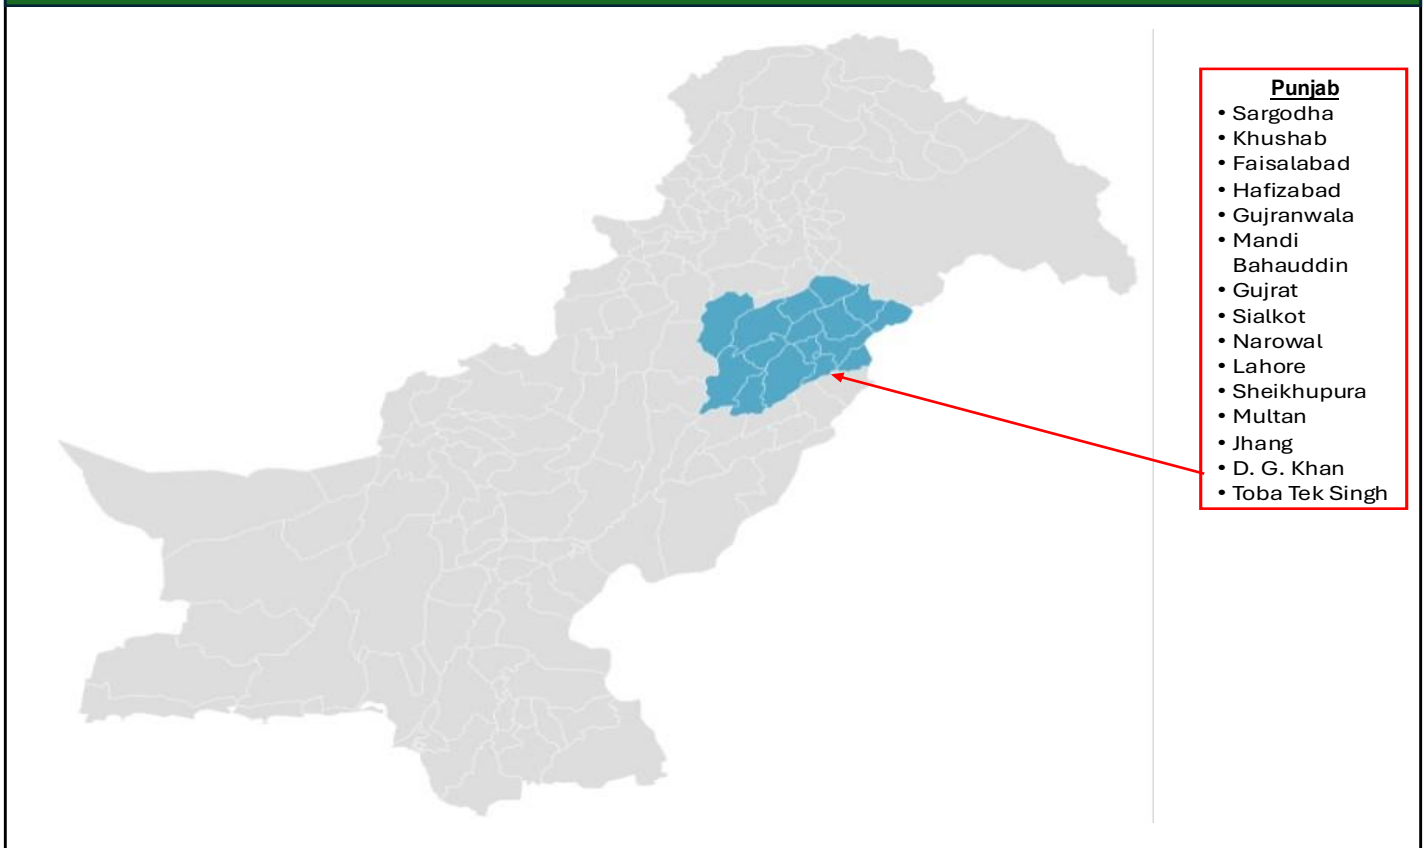 Punjab
• Sargodha
• Khushab
• Faisalabad
• Hafizabad
• Gujranwala
• Mandi
Bahauddin
• Gujrat
• Sialkot
• Narowal
• Lahore
• Sheikhupura
• Multan
• Jhang
• D. G. Khan
• Toba Tek Singh